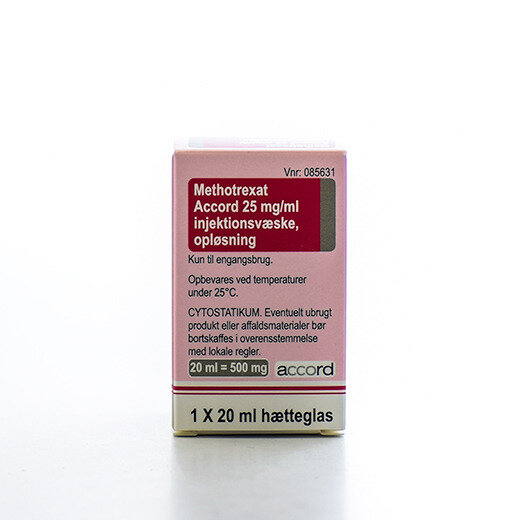 Vnr: 085631
Methotrexat
Accord 25 mg/ml
injektionsvæske,
opløsning
Kun til engangsbrug.
Opbevares ved temperaturer
under 25°C.
CYTOSTATIKUM. Eventuelt ubrugt
produkt eller affaldsmaterialer bør
bortskaffes i overensstemmelse
med lokale regler.
20 ml = 500 mg
accord
1 X 20 ml hætteglas